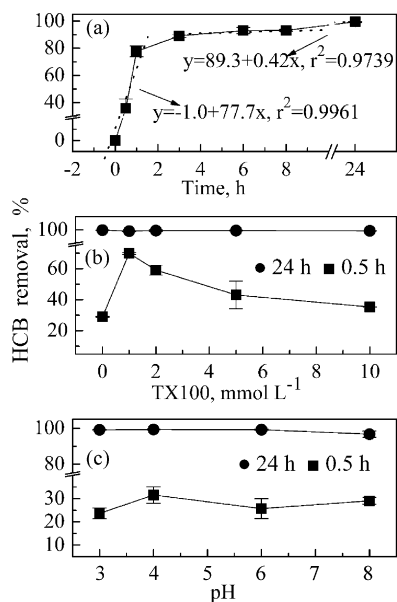 (a)
100
80
60
40
0
y=89.3+0.42x, r²=0.9739
y=-1.0+77.7x, r²=0.9961
-2 0 2 4 6 8 24
Time, h
HCB removal, %
100
60
40
20
(b)
24 h 0.5 h
0 2 4 6 8 10
TX100, mmol L⁻¹
100
80
30
20
10
0
(c)
24 h 0.5 h
3 4 5 6 7 8
pH